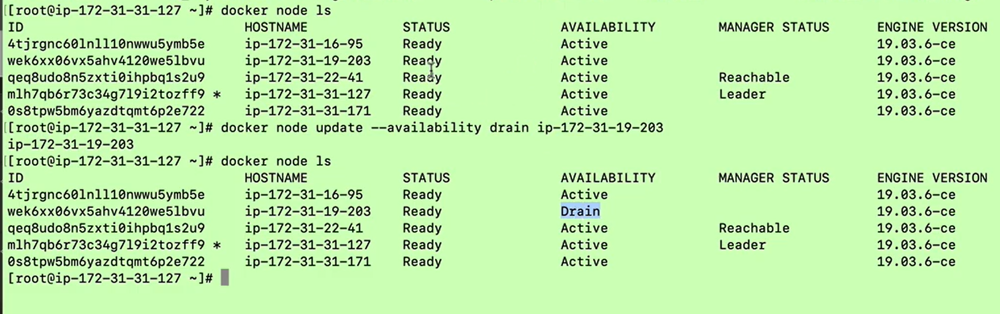 [[root@ip-172-31-31-127 ~]# docker node ls
ID HOSTNAME STATUS AVAILABILITY MANAGER STATUS ENGINE VERSION
4tjrgnc60lnll10nwwu5ymb5e ip-172-31-16-95 Ready Active 19.03.6-ce
wek6xx06vx5ahv4120we5lbvu ip-172-31-19-203 Ready Active 19.03.6-ce
qeq8udo8n5zxti0ihpbq1s2u9 ip-172-31-22-41 Ready Active Reachable 19.03.6-ce
mlh7qb6r73c34g7l9i2tozff9 * ip-172-31-31-127 Ready Active Leader 19.03.6-ce
0s8tpw5bm6yazdtqmt6p2e722 ip-172-31-31-171 Ready Active 19.03.6-ce
[[root@ip-172-31-31-127 ~]# docker node update --availability drain ip-172-31-19-203
ip-172-31-19-203
[[root@ip-172-31-31-127 ~]# docker node ls
ID HOSTNAME STATUS AVAILABILITY MANAGER STATUS ENGINE VERSION
4tjrgnc60lnll10nwwu5ymb5e ip-172-31-16-95 Ready Active 19.03.6-ce
wek6xx06vx5ahv4120we5lbvu ip-172-31-19-203 Ready Drain 19.03.6-ce
qeq8udo8n5zxti0ihpbq1s2u9 ip-172-31-22-41 Ready Active Reachable 19.03.6-ce
mlh7qb6r73c34g7l9i2tozff9 * ip-172-31-31-127 Ready Active Leader 19.03.6-ce
0s8tpw5bm6yazdtqmt6p2e722 ip-172-31-31-171 Ready Active 19.03.6-ce
[root@ip-172-31-31-127 ~]#